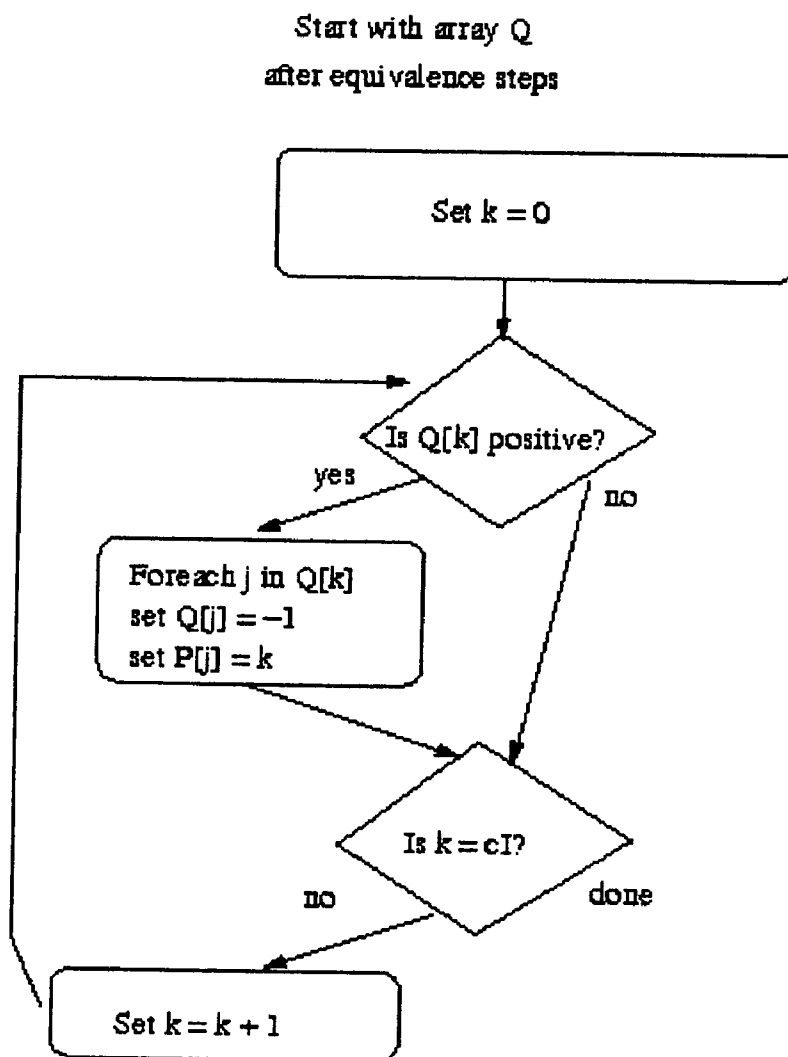 Start with array Q
after equivalence steps
Set k = 0
Is Q[k] positive?
yes
no
Foreach j in Q[k]
set Q[j] = −1
set P[j] = k
Is k = cI?
no
done
Set k = k + 1